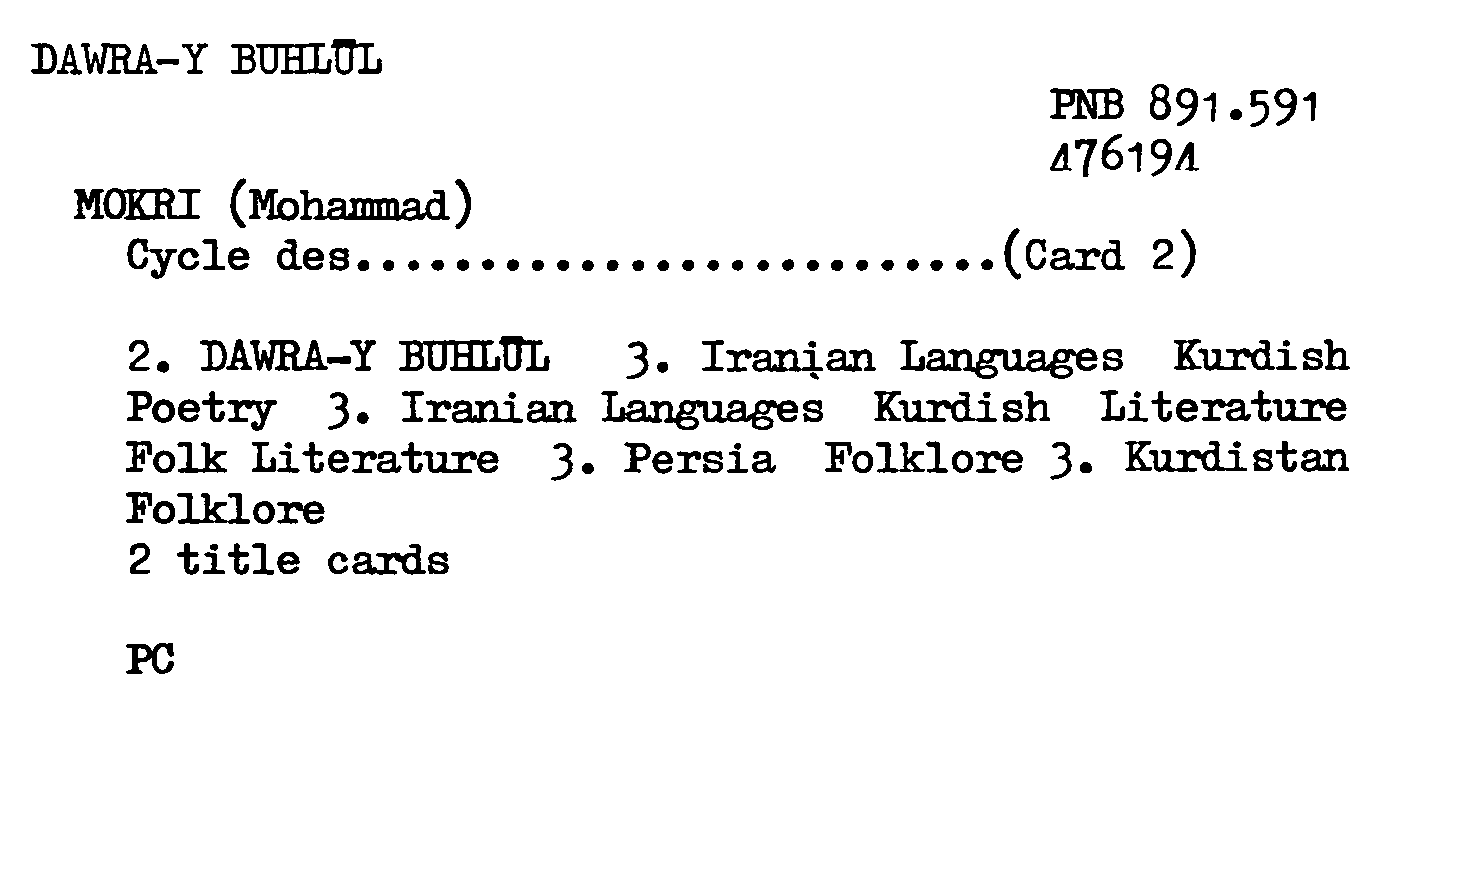 DAWRA-Y BUHLŪL
PNB 891.591
476194
MOKRI (Mohammad)
Cycle des..........................(Card 2)
2. DAWRA-Y BUHLŪL 3. Iranian Languages Kurdish
Poetry 3. Iranian Languages Kurdish Literature
Folk Literature 3. Persia Folklore 3. Kurdistan
Folklore
2 title cards
PC